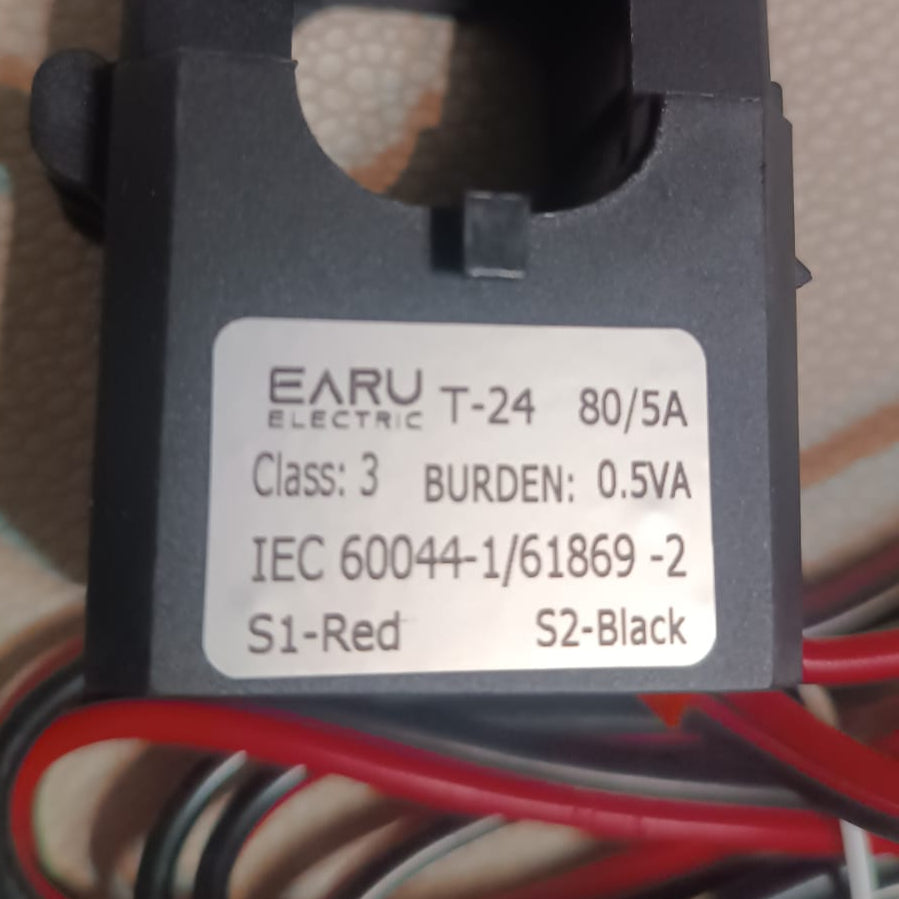 EARU ELECTRIC T-24 80/5A
Class: 3 BURDEN: 0.5VA
IEC 60044-1/61869 -2
S1-Red S2-Black